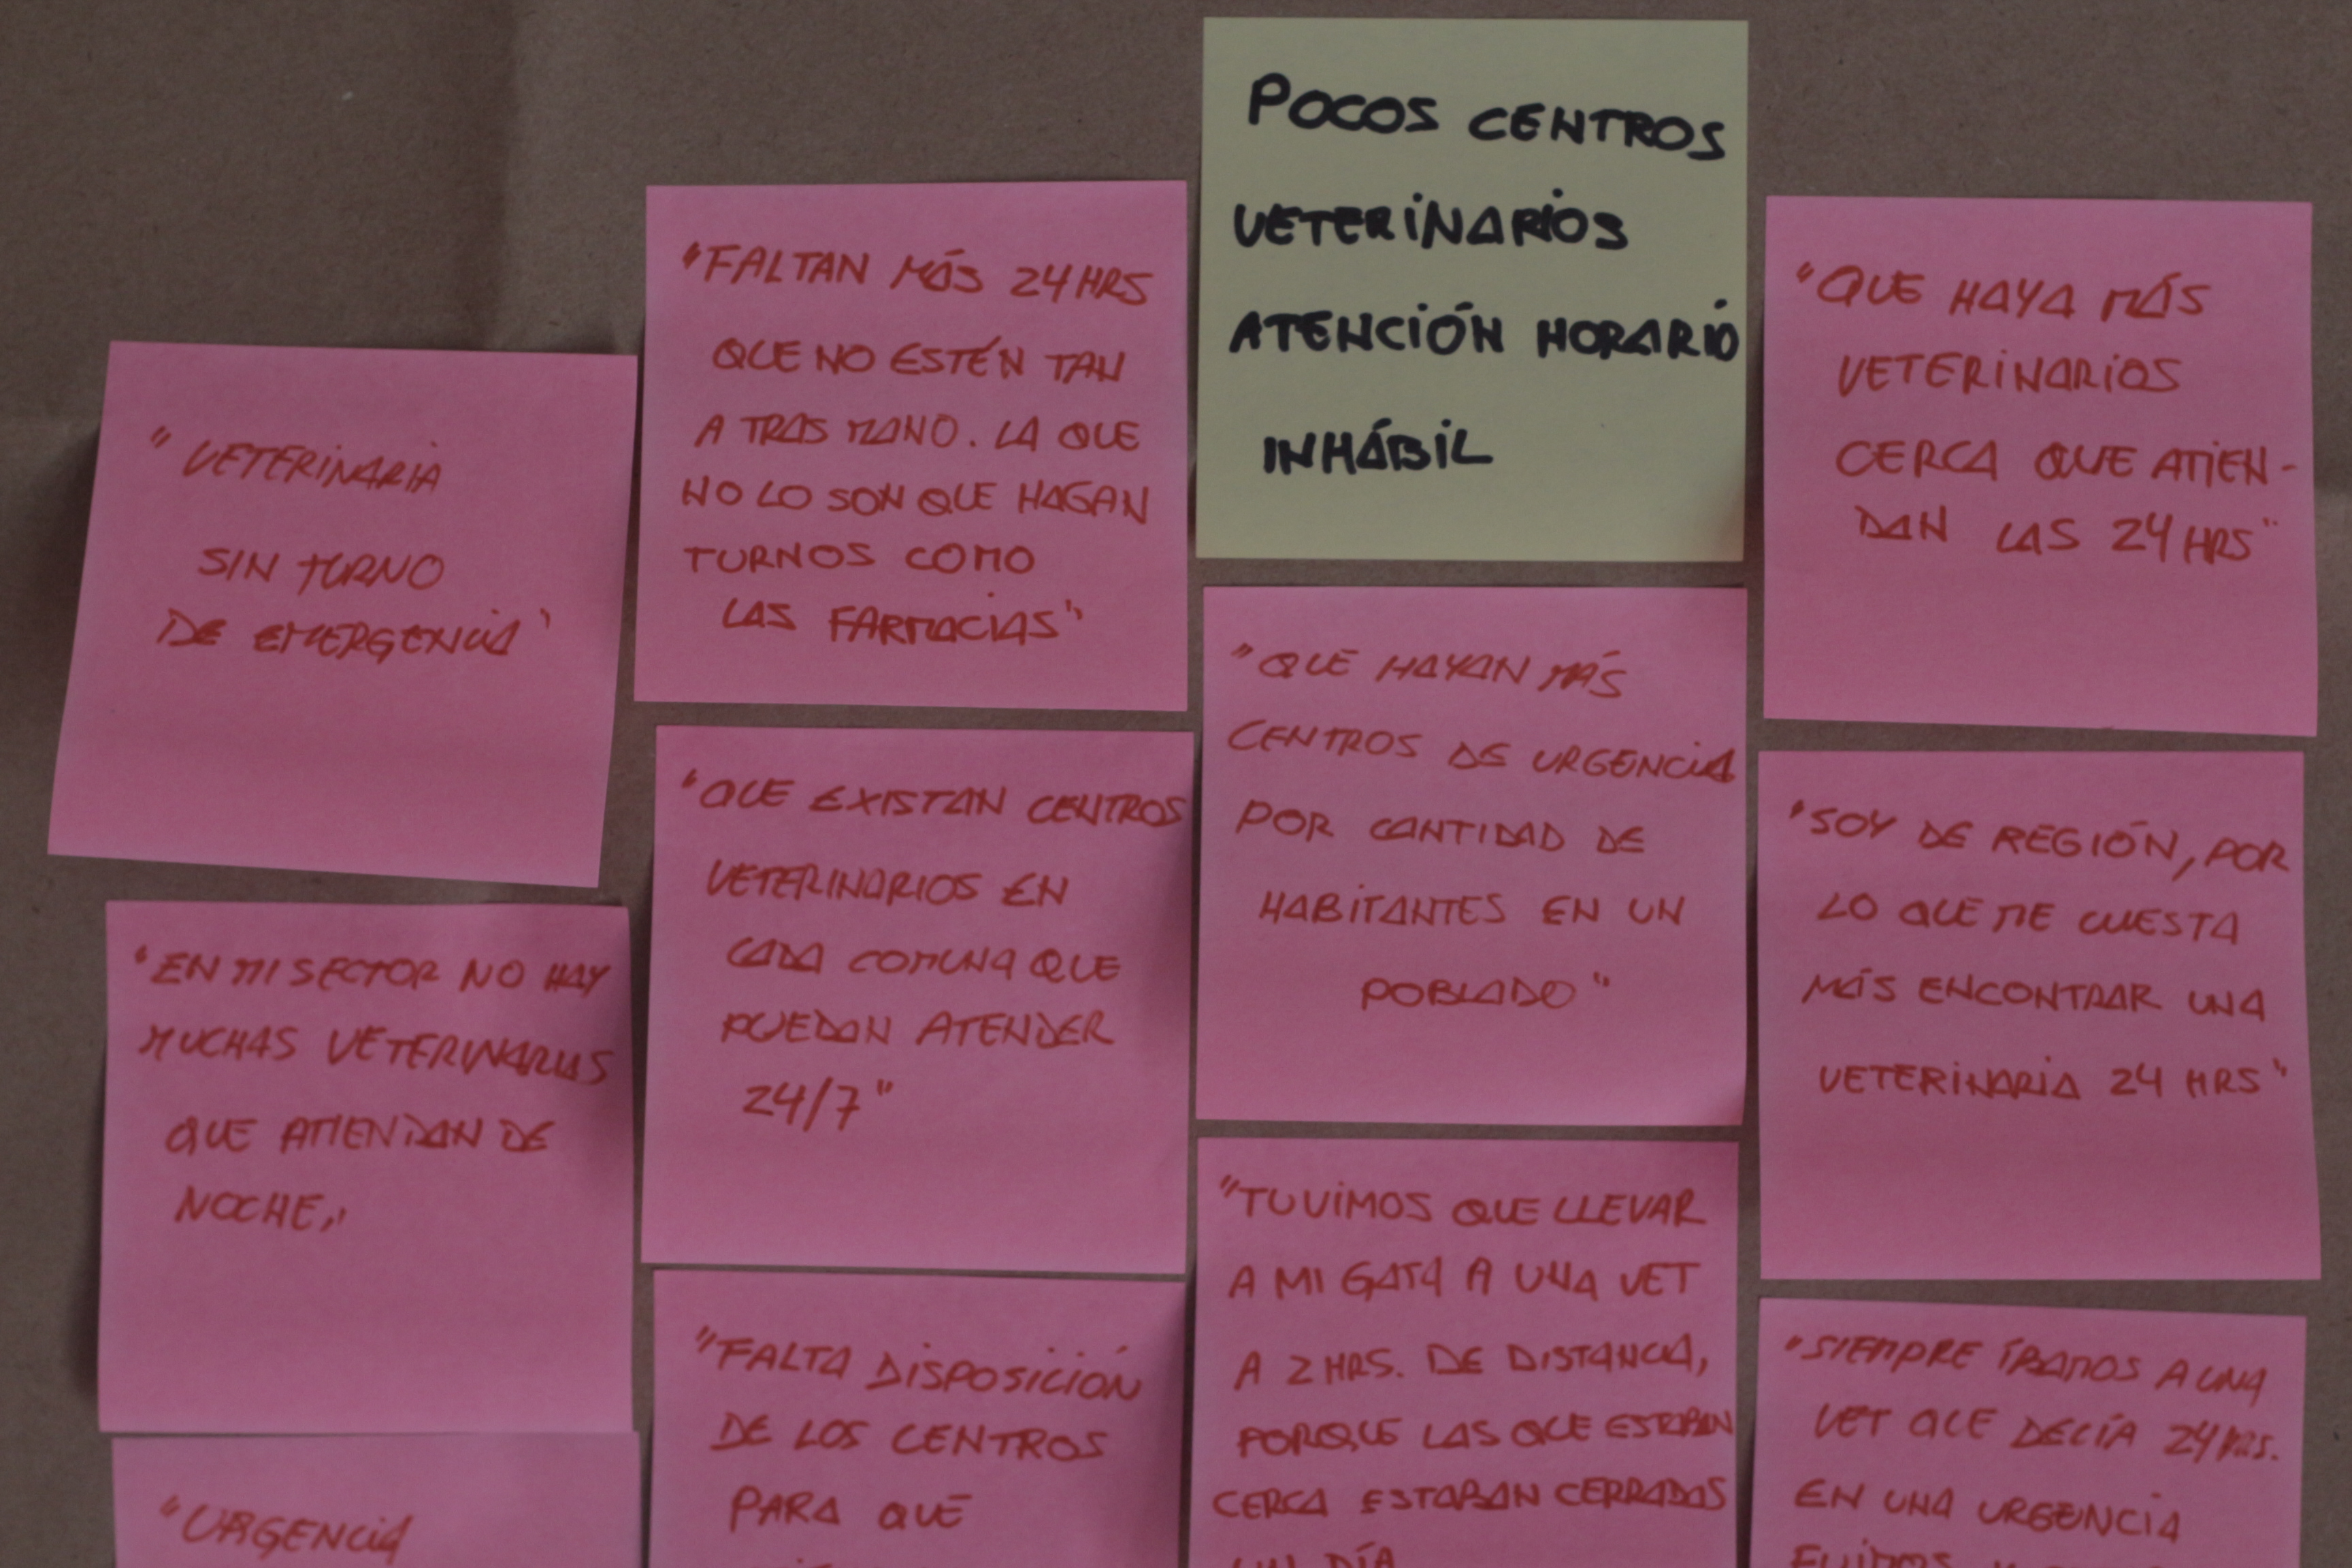 POCOS CENTROS
VETERINARIOS
ATENCIÓN HORARIO
INHÁBIL
"VETERINARIA
SIN TURNO
DE EMERGENCIA"
"EN MI SECTOR NO HAY
MUCHAS VETERINARIAS
QUE ATIENDAN DE
NOCHE,"
"URGENCIA
"FALTAN MÁS 24 HRS
QUE NO ESTÉN TAN
A TRAS MANO. LA QUE
NO LO SON QUE HAGAN
TURNOS COMO
LAS FARMACIAS"
"QUE EXISTAN CENTROS
VETERINARIOS EN
CADA COMUNA QUE
PUEDAN ATENDER
24/7"
"FALTA DISPOSICIÓN
DE LOS CENTROS
PARA QUE
"QUE HAYAN MÁS
CENTROS DE URGENCIA
POR CANTIDAD DE
HABITANTES EN UN
POBLADO"
"TUVIMOS QUE LLEVAR
A MI GATA A UNA VET
A 2 HRS. DE DISTANCIA,
PORQUE LAS QUE ESTABAN
CERCA ESTABAN CERRADAS
UN DÍA
"QUE HAYA MÁS
VETERINARIOS
CERCA QUE ATIEN-
DAN LAS 24 HRS"
"SOY DE REGIÓN, POR
LO QUE ME CUESTA
MÁS ENCONTRAR UNA
VETERINARIA 24 HRS"
"SIEMPRE ÍBAMOS A UNA
VET QUE DECÍA 24 HRS.
EN UNA URGENCIA
FUIMOS